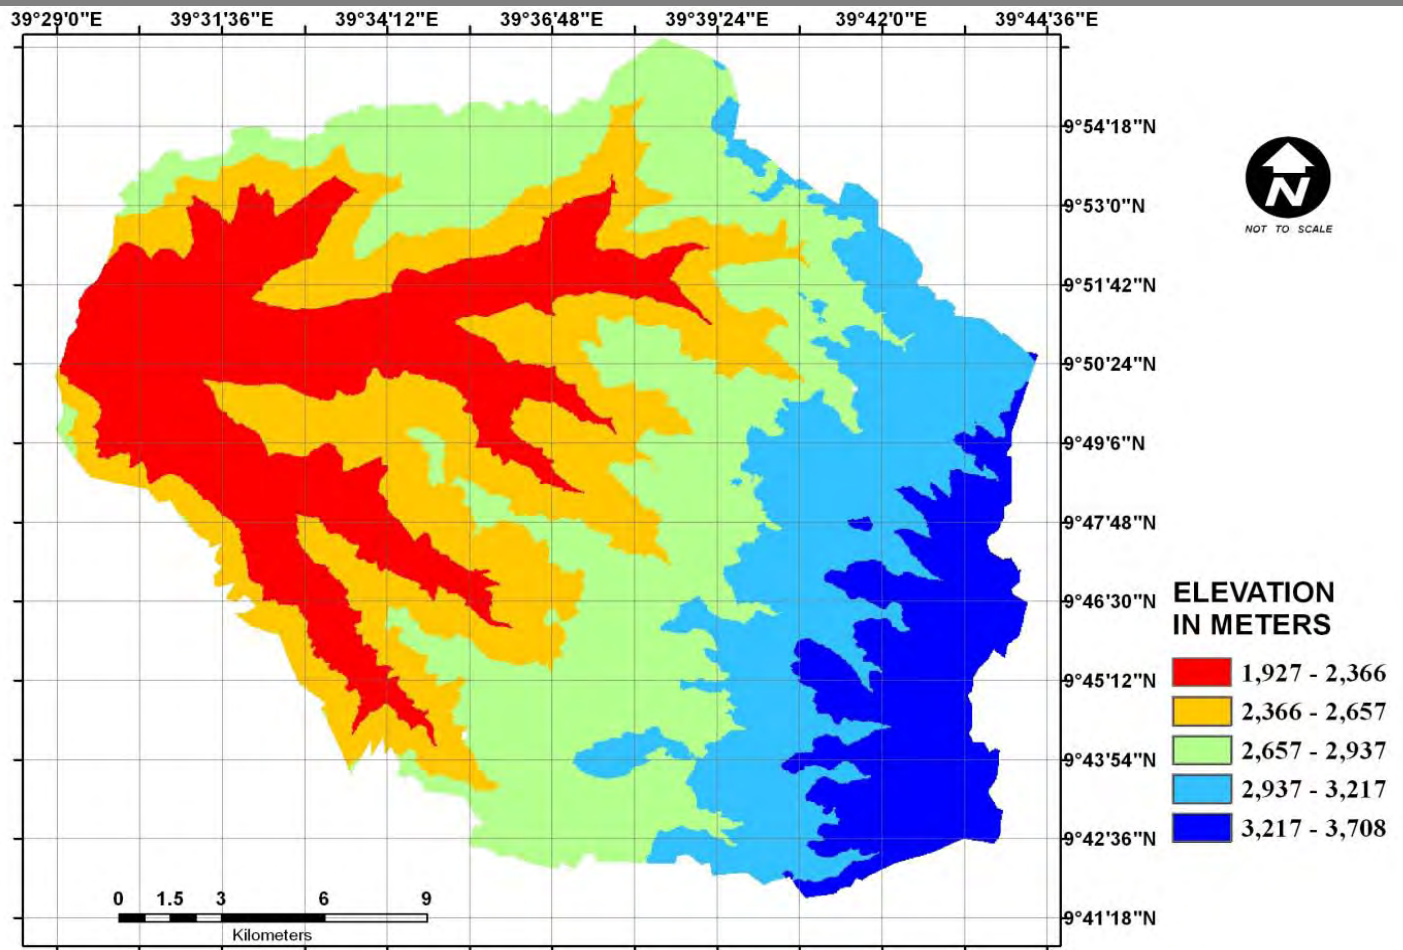 39°29'0"E 39°31'36"E 39°34'12"E 39°36'48"E 39°39'24"E 39°42'0"E 39°44'36"E
9°54'18"N
N
9°53'0"N
NOT TO SCALE
9°51'42"N
9°50'24"N
9°49'6"N
9°47'48"N
9°46'30"N
9°45'12"N
9°43'54"N
9°42'36"N
9°41'18"N
ELEVATION
IN METERS
1,927 - 2,366
2,366 - 2,657
2,657 - 2,937
2,937 - 3,217
3,217 - 3,708
0 1.5 3 6 9
Kilometers